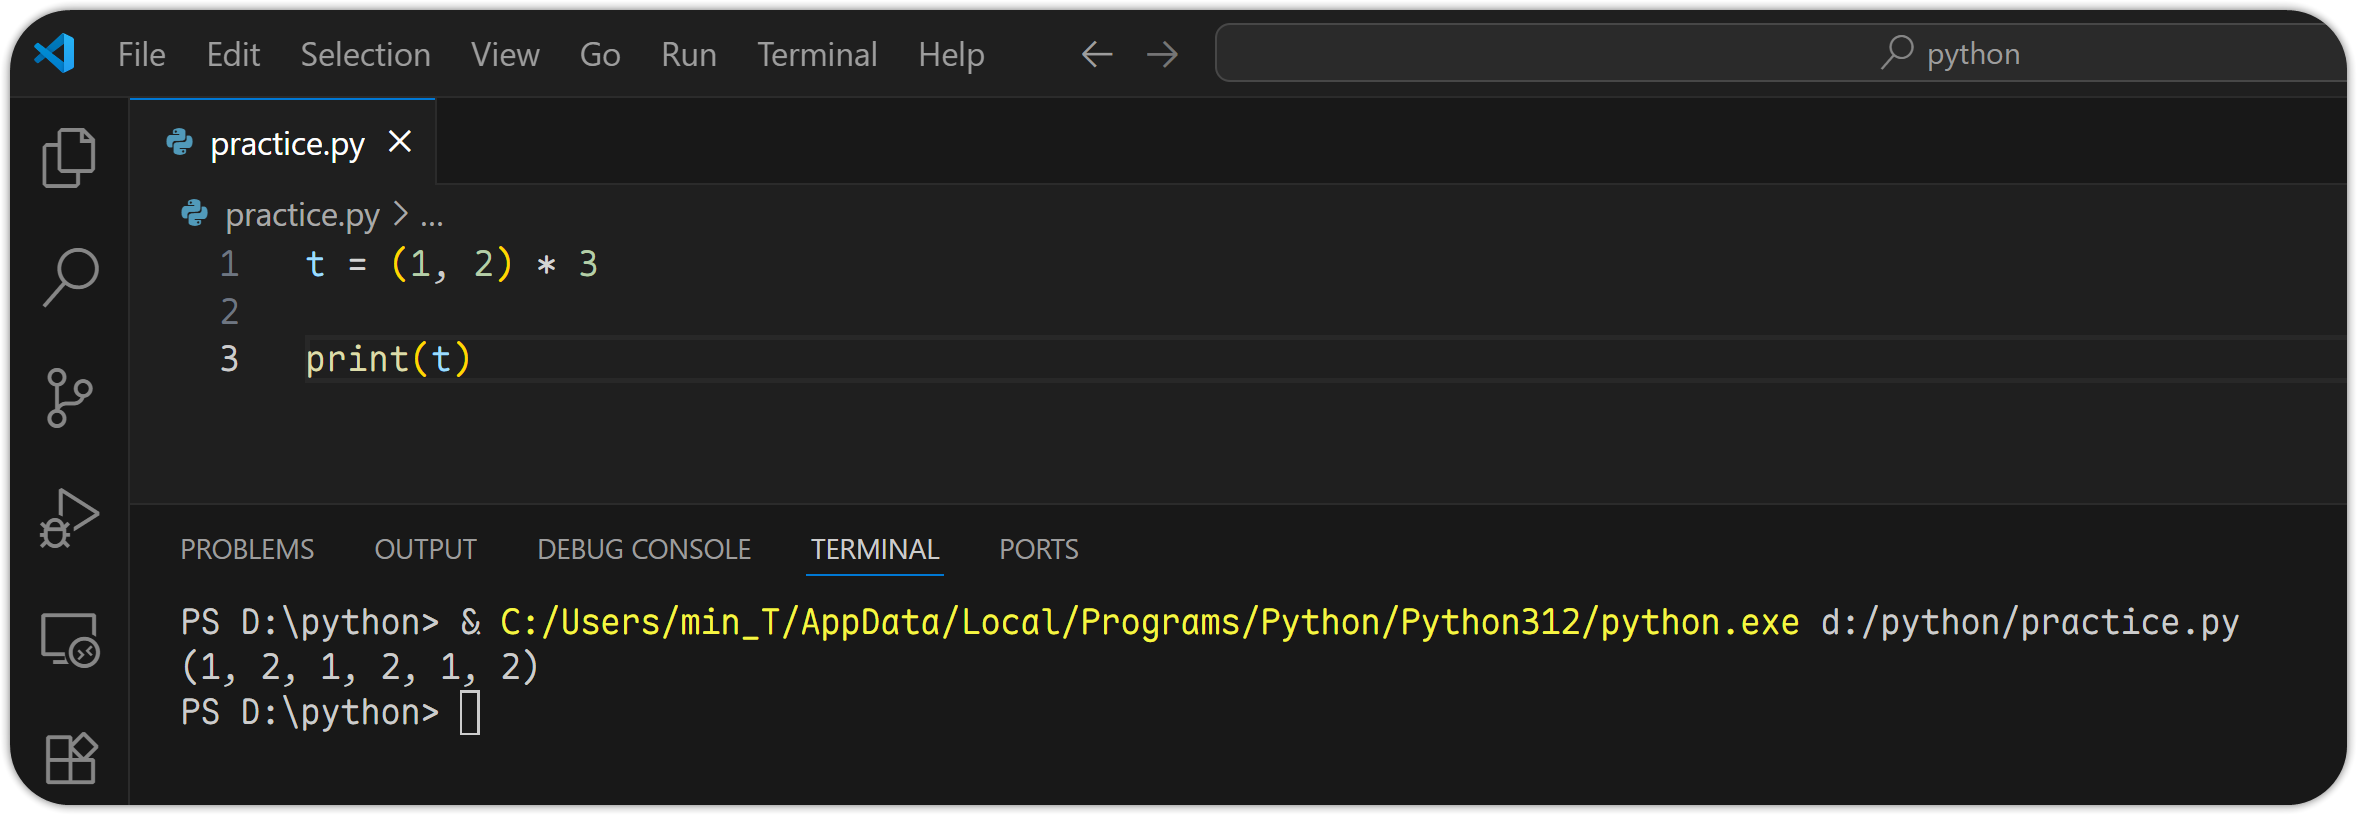 File Edit Selection View Go Run Terminal Help python
practice.py
practice.py > ...
1 t = (1, 2) * 3
2
3 print(t)
PROBLEMS OUTPUT DEBUG CONSOLE TERMINAL PORTS
PS D:\python> & C:/Users/min_T/AppData/Local/Programs/Python/Python312/python.exe d:/python/practice.py
(1, 2, 1, 2, 1, 2)
PS D:\python>